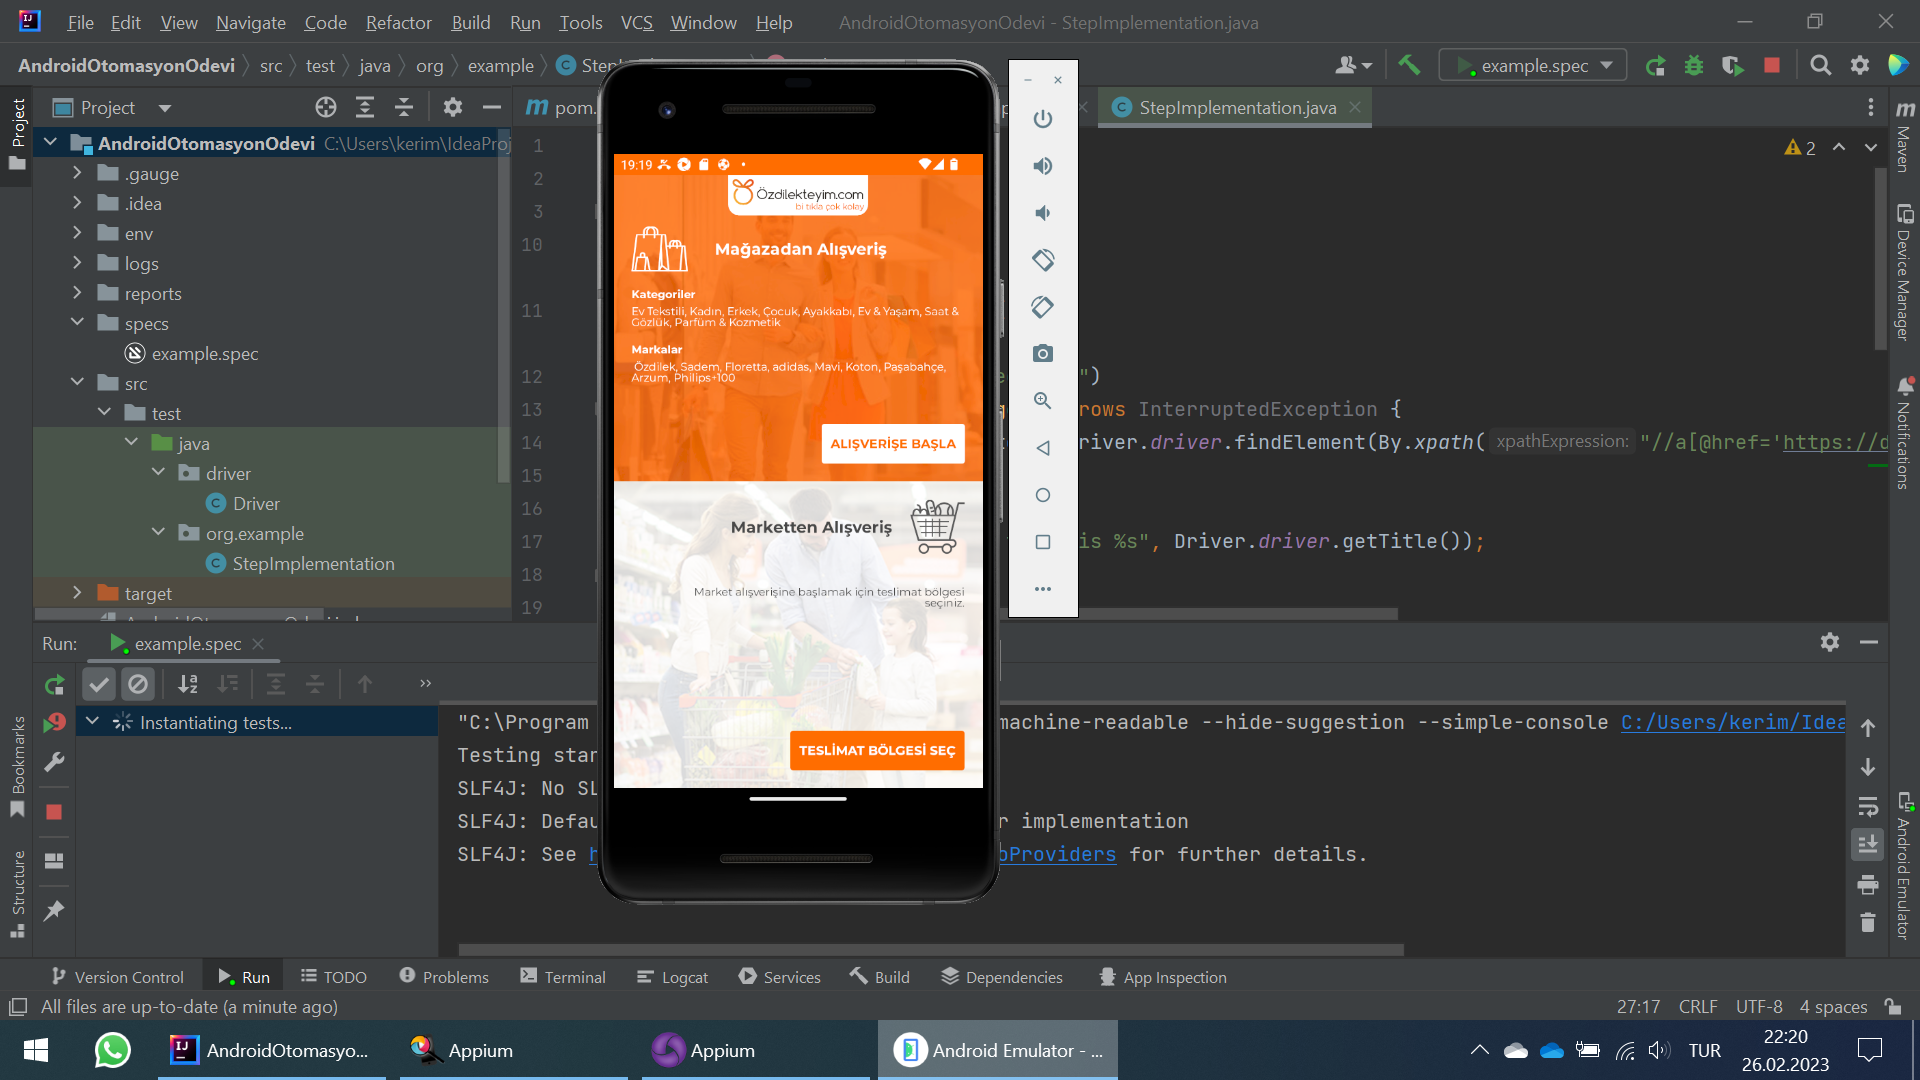 File Edit View Navigate Code Refactor Build Run Tools VCS Window Help AndroidOtomasyonOdevi - StepImplementation.java
AndroidOtomasyonOdevi src test java org example
example.spec
Project
StepImplementation.java
AndroidOtomasyonOdevi C:\Users\kerim\IdeaProj
.gauge
.idea
env
logs
reports
specs
example.spec
src
test
java
driver
Driver
org.example
StepImplementation
target
1
2
3
10
11
12
13
14
15
16
17
18
19
2
")
rows InterruptedException {
river.driver.findElement(By.xpath( xpathExpression: "//a[@href='https://d
is %s", Driver.driver.getTitle());
19:19
Özdilekteyim.com
bi tıkla çok kolay
Mağazadan Alışveriş
Kategoriler
Ev Tekstili, Kadın, Erkek, Çocuk, Ayakkabı, Ev & Yaşam, Saat &
Gözlük, Parfüm & Kozmetik
Markalar
Özdilek, Sadem, Floretta, adidas, Mavi, Koton, Paşabahçe,
Arzum, Philips+100
ALIŞVERİŞE BAŞLA
Marketten Alışveriş
Market alışverişine başlamak için teslimat bölgesi
seçiniz.
TESLİMAT BÖLGESİ SEÇ
Project
Bookmarks
Structure
Maven
Device Manager
Notifications
Android Emulator
Run: example.spec
Instantiating tests...
"C:\Program machine-readable --hide-suggestion --simple-console C:/Users/kerim/Idea
Testing star
SLF4J: No SL
SLF4J: Defau r implementation
SLF4J: See h oProviders for further details.
Version Control Run TODO Problems Terminal Logcat Services Build Dependencies App Inspection
All files are up-to-date (a minute ago)
27:17 CRLF UTF-8 4 spaces
AndroidOtomasyo... Appium Appium Android Emulator - ...
TUR
22:20
26.02.2023